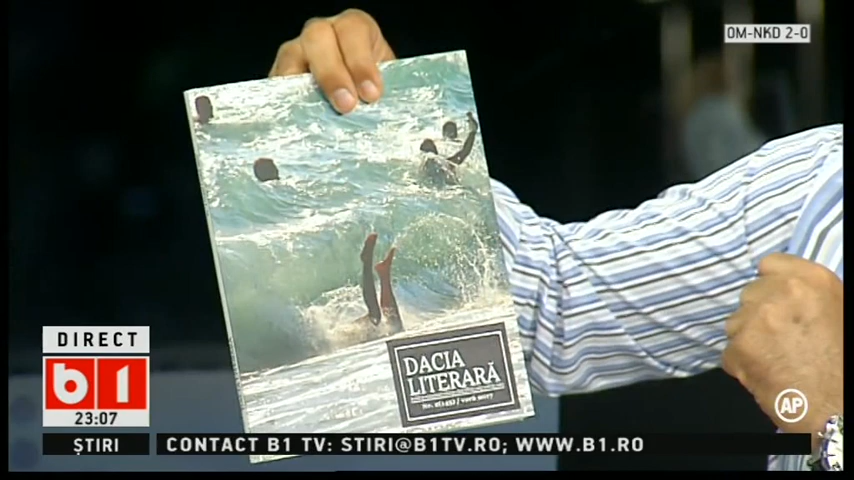 OM-NKD 2-0
DACIA
LITERARĂ
DIRECT
b1
23:07
AP
ȘTIRI
CONTACT B1 TV: STIRI@B1TV.RO; WWW.B1.RO